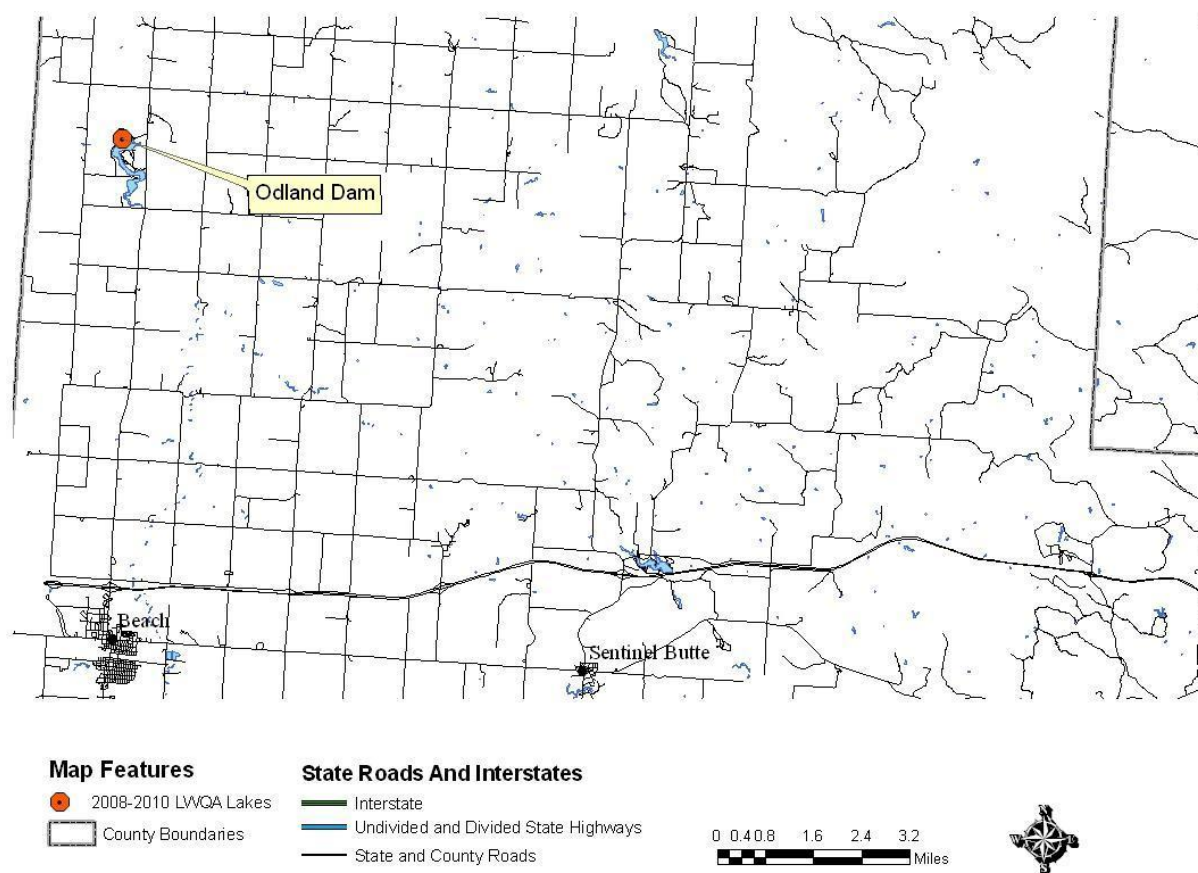 Odland Dam
Beach
Sentinel Butte
Map Features
2008-2010 LWQA Lakes
County Boundaries
State Roads And Interstates
Interstate
Undivided and Divided State Highways
State and County Roads
0 0.4 0.8 1.6 2.4 3.2
Miles
N
W E
S